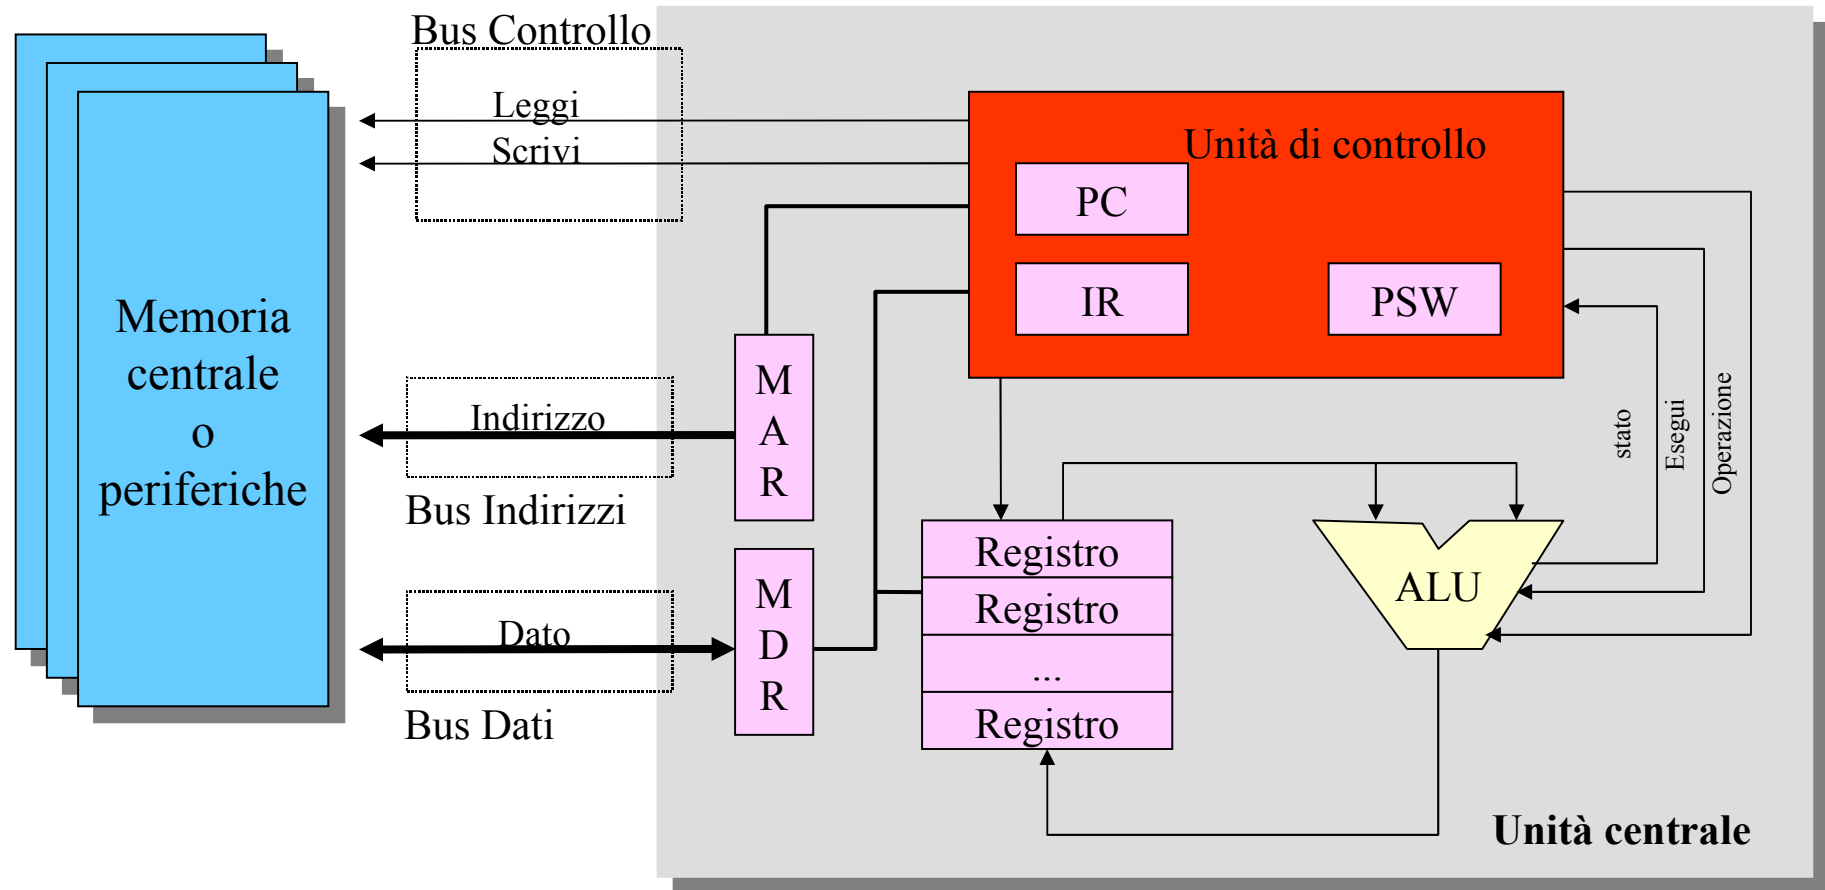 Bus Controllo
Leggi
Scrivi
Unità di controllo
PC
IR
PSW
Memoria
centrale
o
periferiche
Indirizzo
Bus Indirizzi
M
A
R
stato
Esegui
Operazione
Dato
Bus Dati
M
D
R
Registro
Registro
...
Registro
ALU
Unità centrale